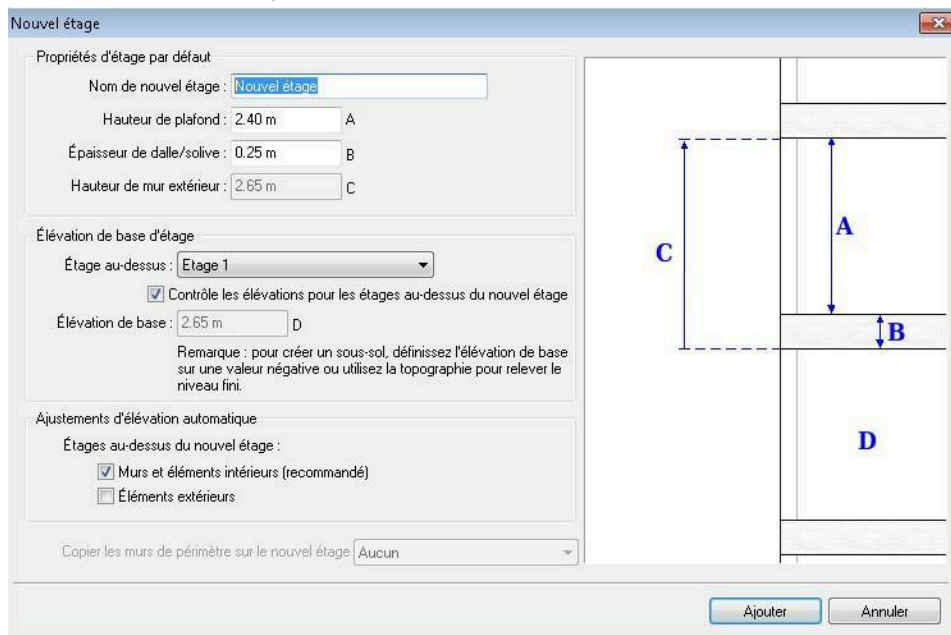 Nouvel étage
Propriétés d'étage par défaut
Nom de nouvel étage : Nouvel étage
Hauteur de plafond : 2.40 m A
Épaisseur de dalle/solive : 0.25 m B
Hauteur de mur extérieur : 2.65 m C
Élévation de base d'étage
Étage au-dessus : Etage 1
Contrôle les élévations pour les étages au-dessus du nouvel étage
Élévation de base : 2.65 m D
Remarque : pour créer un sous-sol, définissez l'élévation de base
sur une valeur négative ou utilisez la topographie pour relever le
niveau fini.
Ajustements d'élévation automatique
Étages au-dessus du nouvel étage :
Murs et éléments intérieurs (recommandé)
Éléments extérieurs
Copier les murs de périmètre sur le nouvel étage Aucun
A
C
B
D
Ajouter Annuler